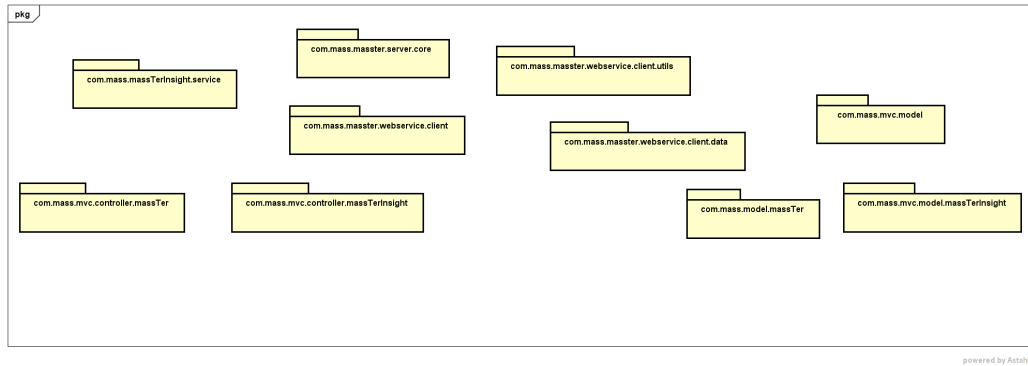 pkg
com.mass.masster.server.core
com.mass.massTerInsight.service
com.mass.masster.webservice.client.utils
com.mass.masster.webservice.client
com.mass.mvc.model
com.mass.masster.webservice.client.data
com.mass.mvc.controller.massTer
com.mass.mvc.controller.massTerInsight
com.mass.model.massTer
com.mass.mvc.model.massTerInsight
powered by Astah